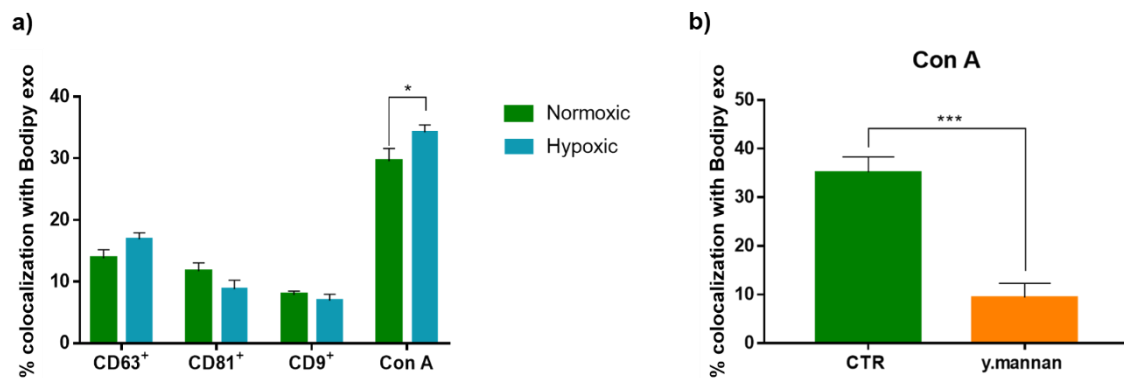 a)
% colocalization with Bodipy exo
40
30
20
10
0
*
CD63⁺
CD81⁺
CD9⁺
Con A
Normoxic
Hypoxic
b)
Con A
% colocalization with Bodipy exo
50
40
30
20
10
0
***
CTR
y.mannan